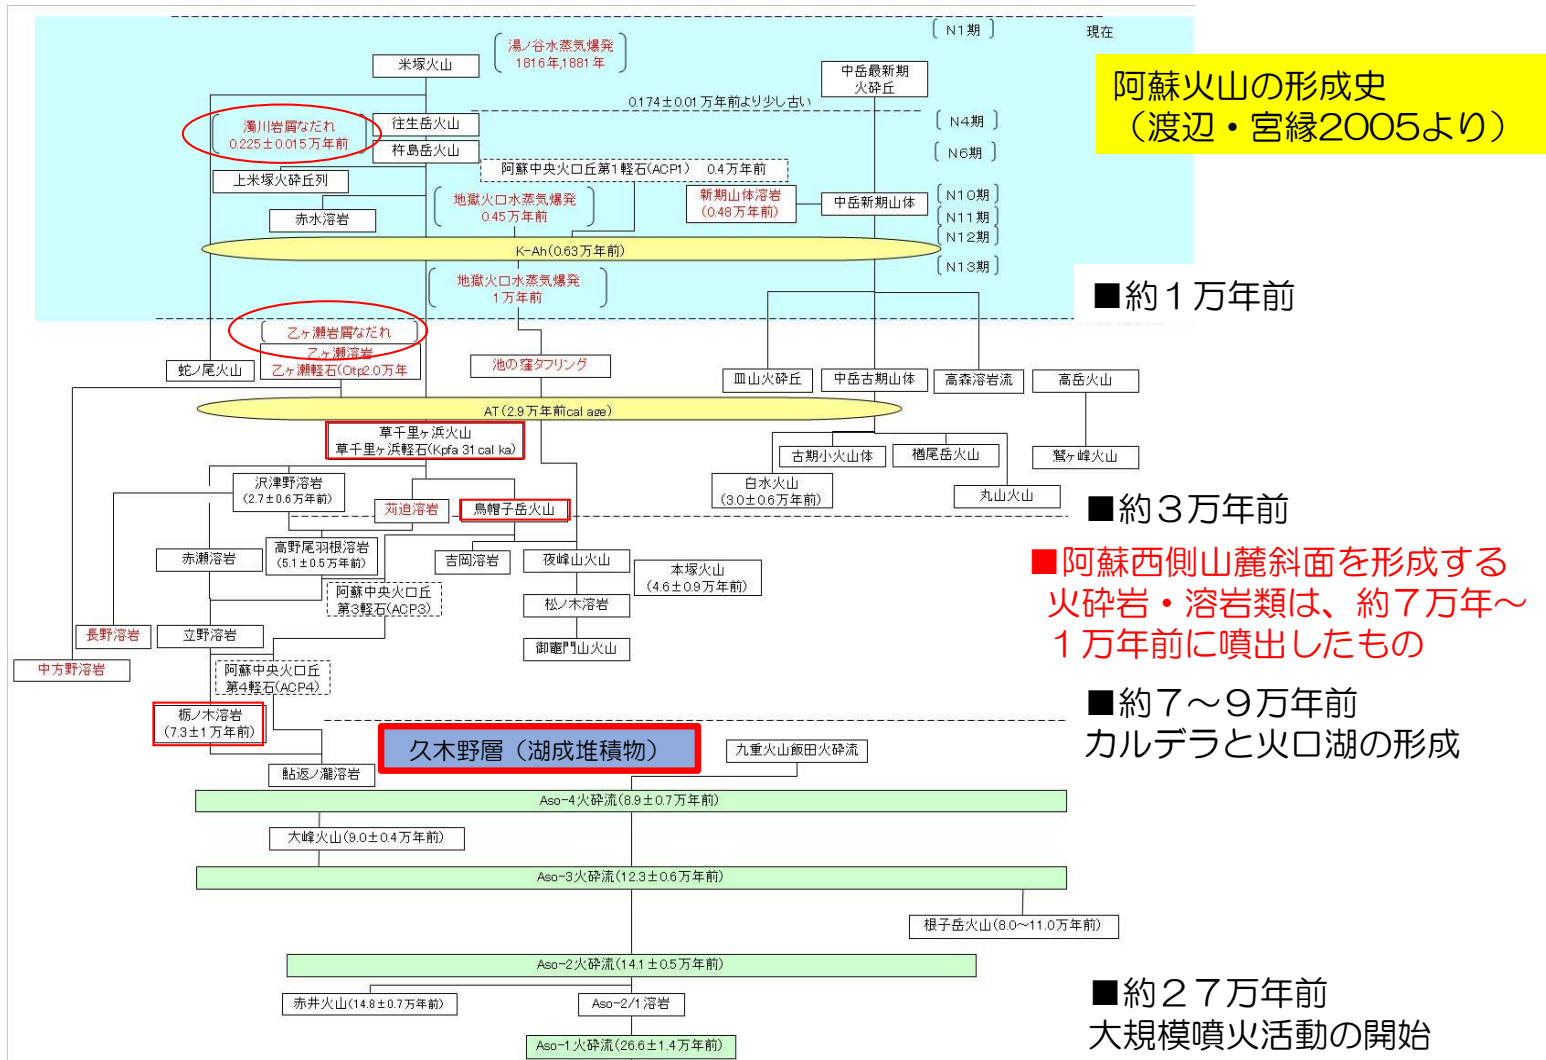 〔 N1期 〕
現在
湯ノ谷水蒸気爆発
1816年,1881年
米塚火山
中岳最新期
火砕丘
阿蘇火山の形成史
（渡辺・宮縁2005より）
0.174±0.01万年前より少し古い
濁川岩屑なだれ
0.225±0.015万年前
往生岳火山
〔 N4期 〕
杵島岳火山
〔 N6期 〕
阿蘇中央火口丘第1軽石(ACP1) 0.4万年前
上米塚火砕丘列
地獄火口水蒸気爆発
0.45万年前
新期山体溶岩
(0.48万年前)
中岳新期山体
〔 N10期 〕
赤水溶岩
〔 N11期 〕
〔 N12期 〕
K-Ah(0.63万年前)
〔 N13期 〕
地獄火口水蒸気爆発
1万年前
■約１万年前
乙ヶ瀬岩屑なだれ
乙ヶ瀬溶岩
乙ヶ瀬軽石(Otp2.0万年
蛇ノ尾火山
池の窪タフリング
皿山火砕丘
中岳古期山体
高森溶岩流
高岳火山
AT(2.9万年前cal age)
草千里ヶ浜火山
草千里ヶ浜軽石(Kpfa 31 cal ka)
古期小火山体
楢尾岳火山
鷲ヶ峰火山
沢津野溶岩
(2.7±0.6万年前)
白水火山
(3.0±0.6万年前)
丸山火山
苅迫溶岩
烏帽子岳火山
■約３万年前
赤瀬溶岩
高野尾羽根溶岩
(5.1±0.5万年前)
吉岡溶岩
夜峰山火山
本塚火山
(4.6±0.9万年前)
■阿蘇西側山麓斜面を形成する
火砕岩・溶岩類は、約７万年～
１万年前に噴出したもの
阿蘇中央火口丘
第3軽石(ACP3)
松ノ木溶岩
長野溶岩
立野溶岩
御竈門山火山
中方野溶岩
阿蘇中央火口丘
第4軽石(ACP4)
栃ノ木溶岩
(7.3±1万年前)
■約７～９万年前
カルデラと火口湖の形成
久木野層（湖成堆積物）
九重火山飯田火砕流
鮎返ノ瀧溶岩
Aso-4火砕流(8.9±0.7万年前)
大峰火山(9.0±0.4万年前)
Aso-3火砕流(12.3±0.6万年前)
根子岳火山(8.0～11.0万年前)
Aso-2火砕流(14.1±0.5万年前)
赤井火山(14.8±0.7万年前)
Aso-2/1溶岩
■約２７万年前
大規模噴火活動の開始
Aso-1火砕流(26.6±1.4万年前)